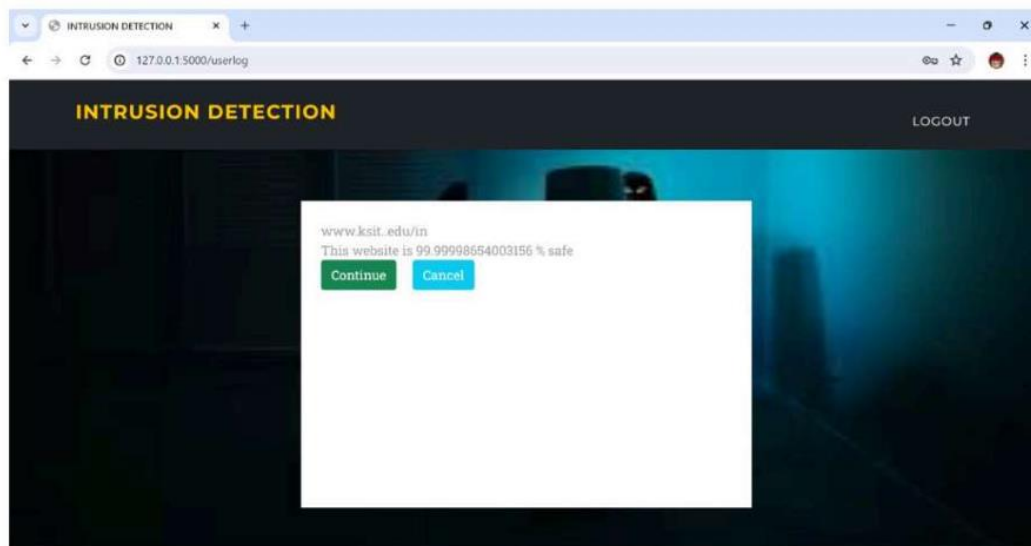 INTRUSION DETECTION
127.0.0.1:5000/userlog
INTRUSION DETECTION
LOGOUT
www.ksit..edu/in
This website is 99.99998654003156 % safe
Continue Cancel